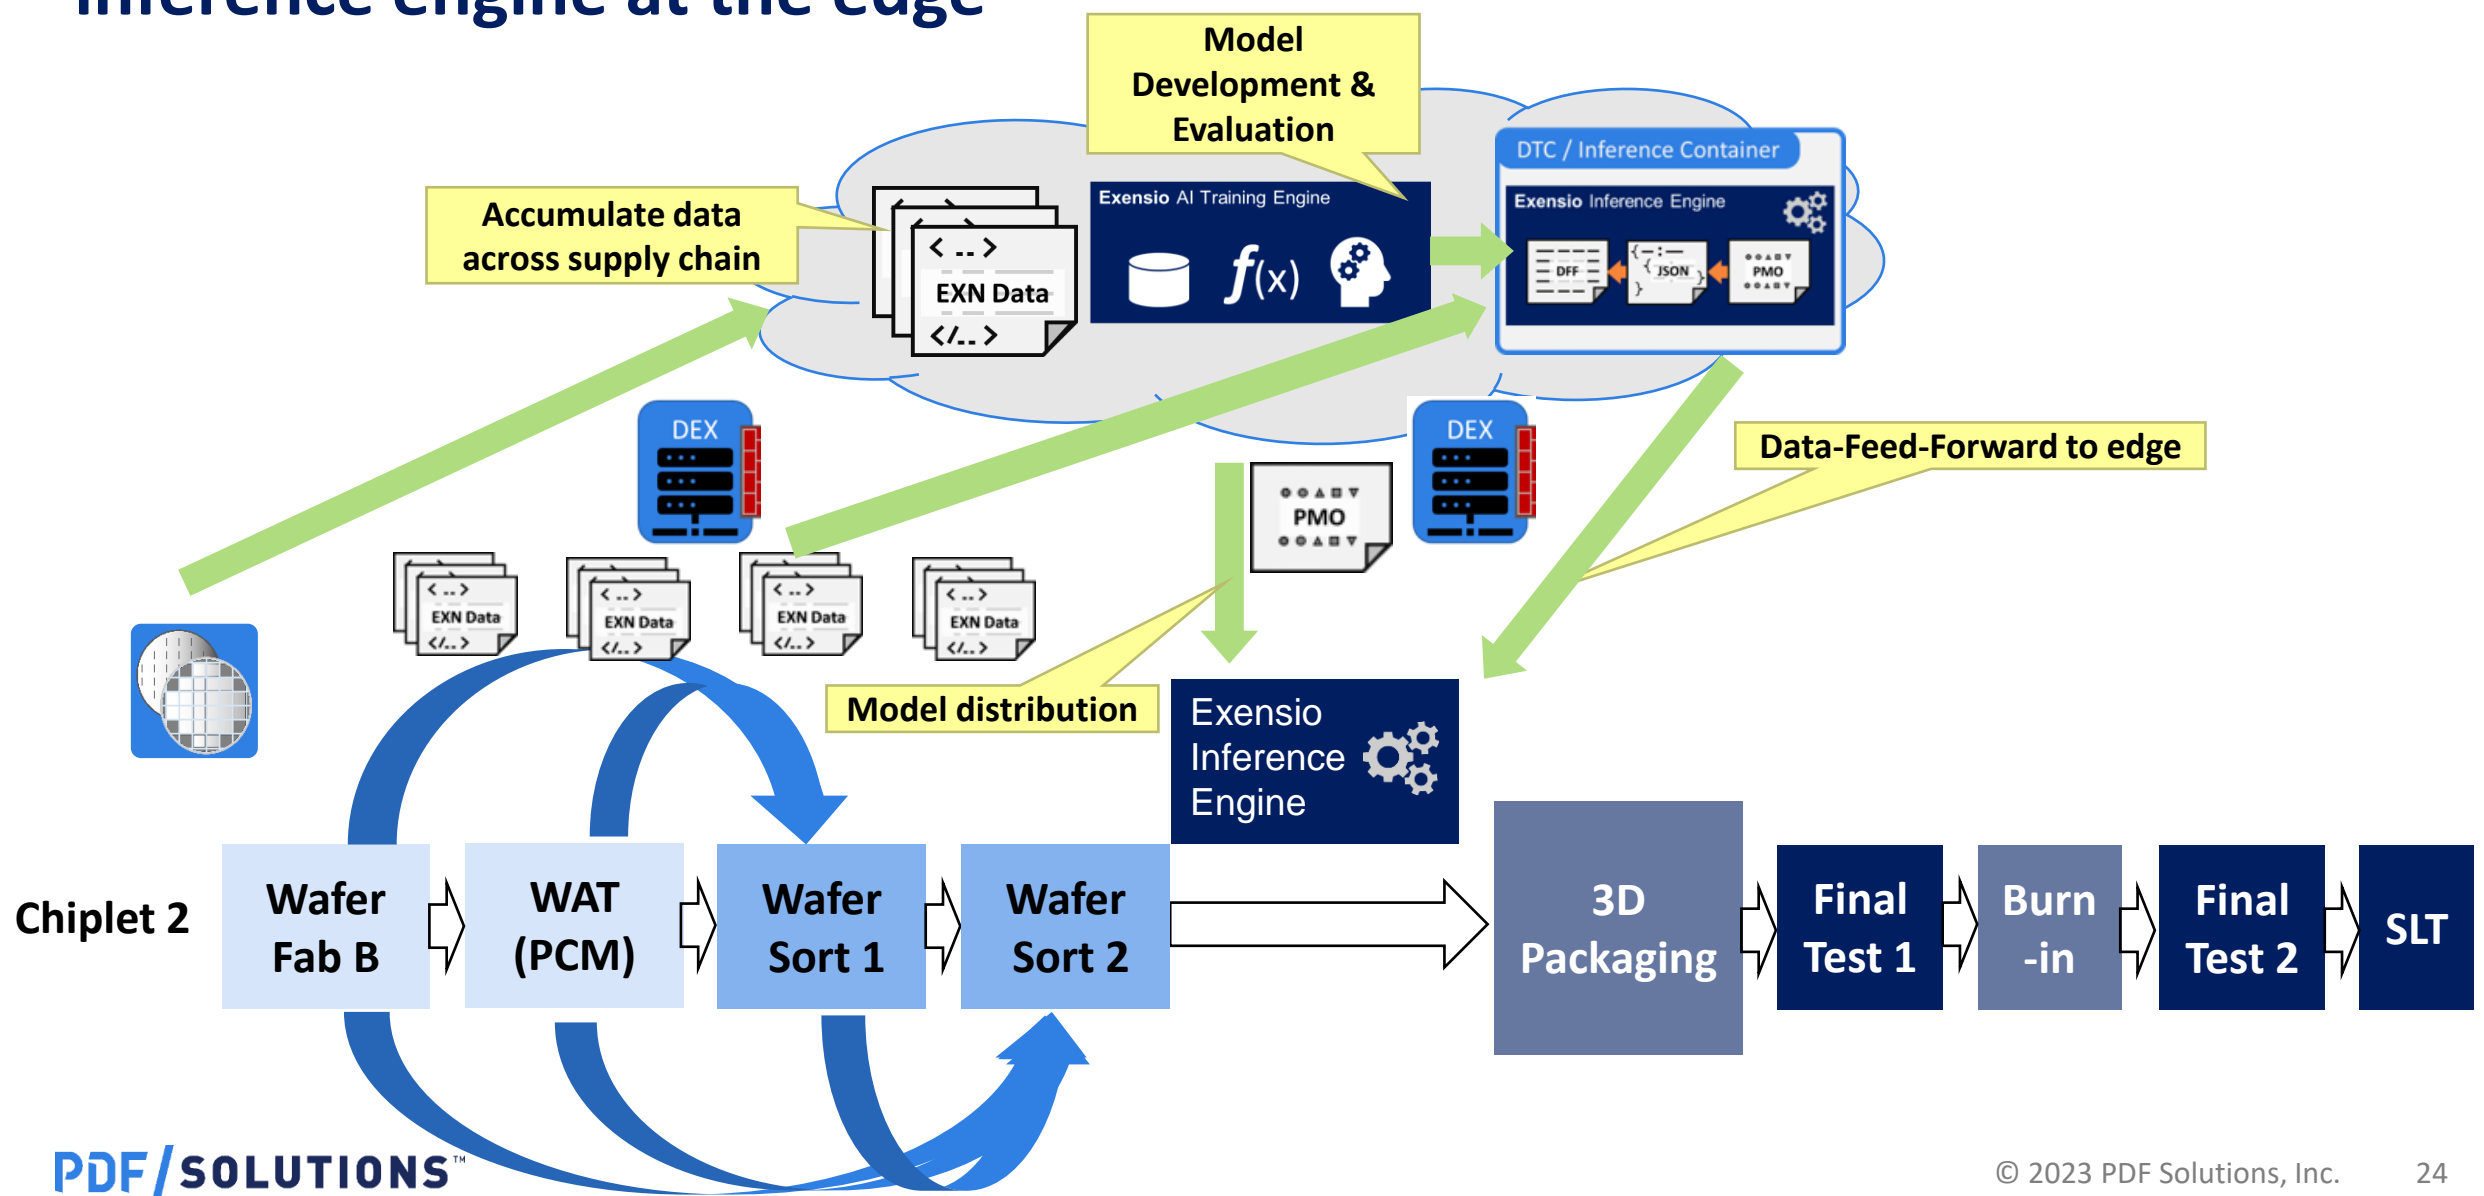 Inference engine at the edge
Model
Development &
Evaluation
DTC / Inference Container
Accumulate data
across supply chain
< .. >
EXN Data
</.. >
Exensio AI Training Engine
f(x)
Exensio Inference Engine
DFF
{-:-
{ JSON }
}
PMO
DEX
DEX
Data-Feed-Forward to edge
PMO
< .. >
EXN Data
</.. >
< .. >
EXN Data
</.. >
< .. >
EXN Data
</.. >
< .. >
EXN Data
</.. >
Model distribution
Exensio
Inference
Engine
Chiplet 2
Wafer
Fab B
WAT
(PCM)
Wafer
Sort 1
Wafer
Sort 2
3D
Packaging
Final
Test 1
Burn
-in
Final
Test 2
SLT
PDF/SOLUTIONS™
© 2023 PDF Solutions, Inc.
24